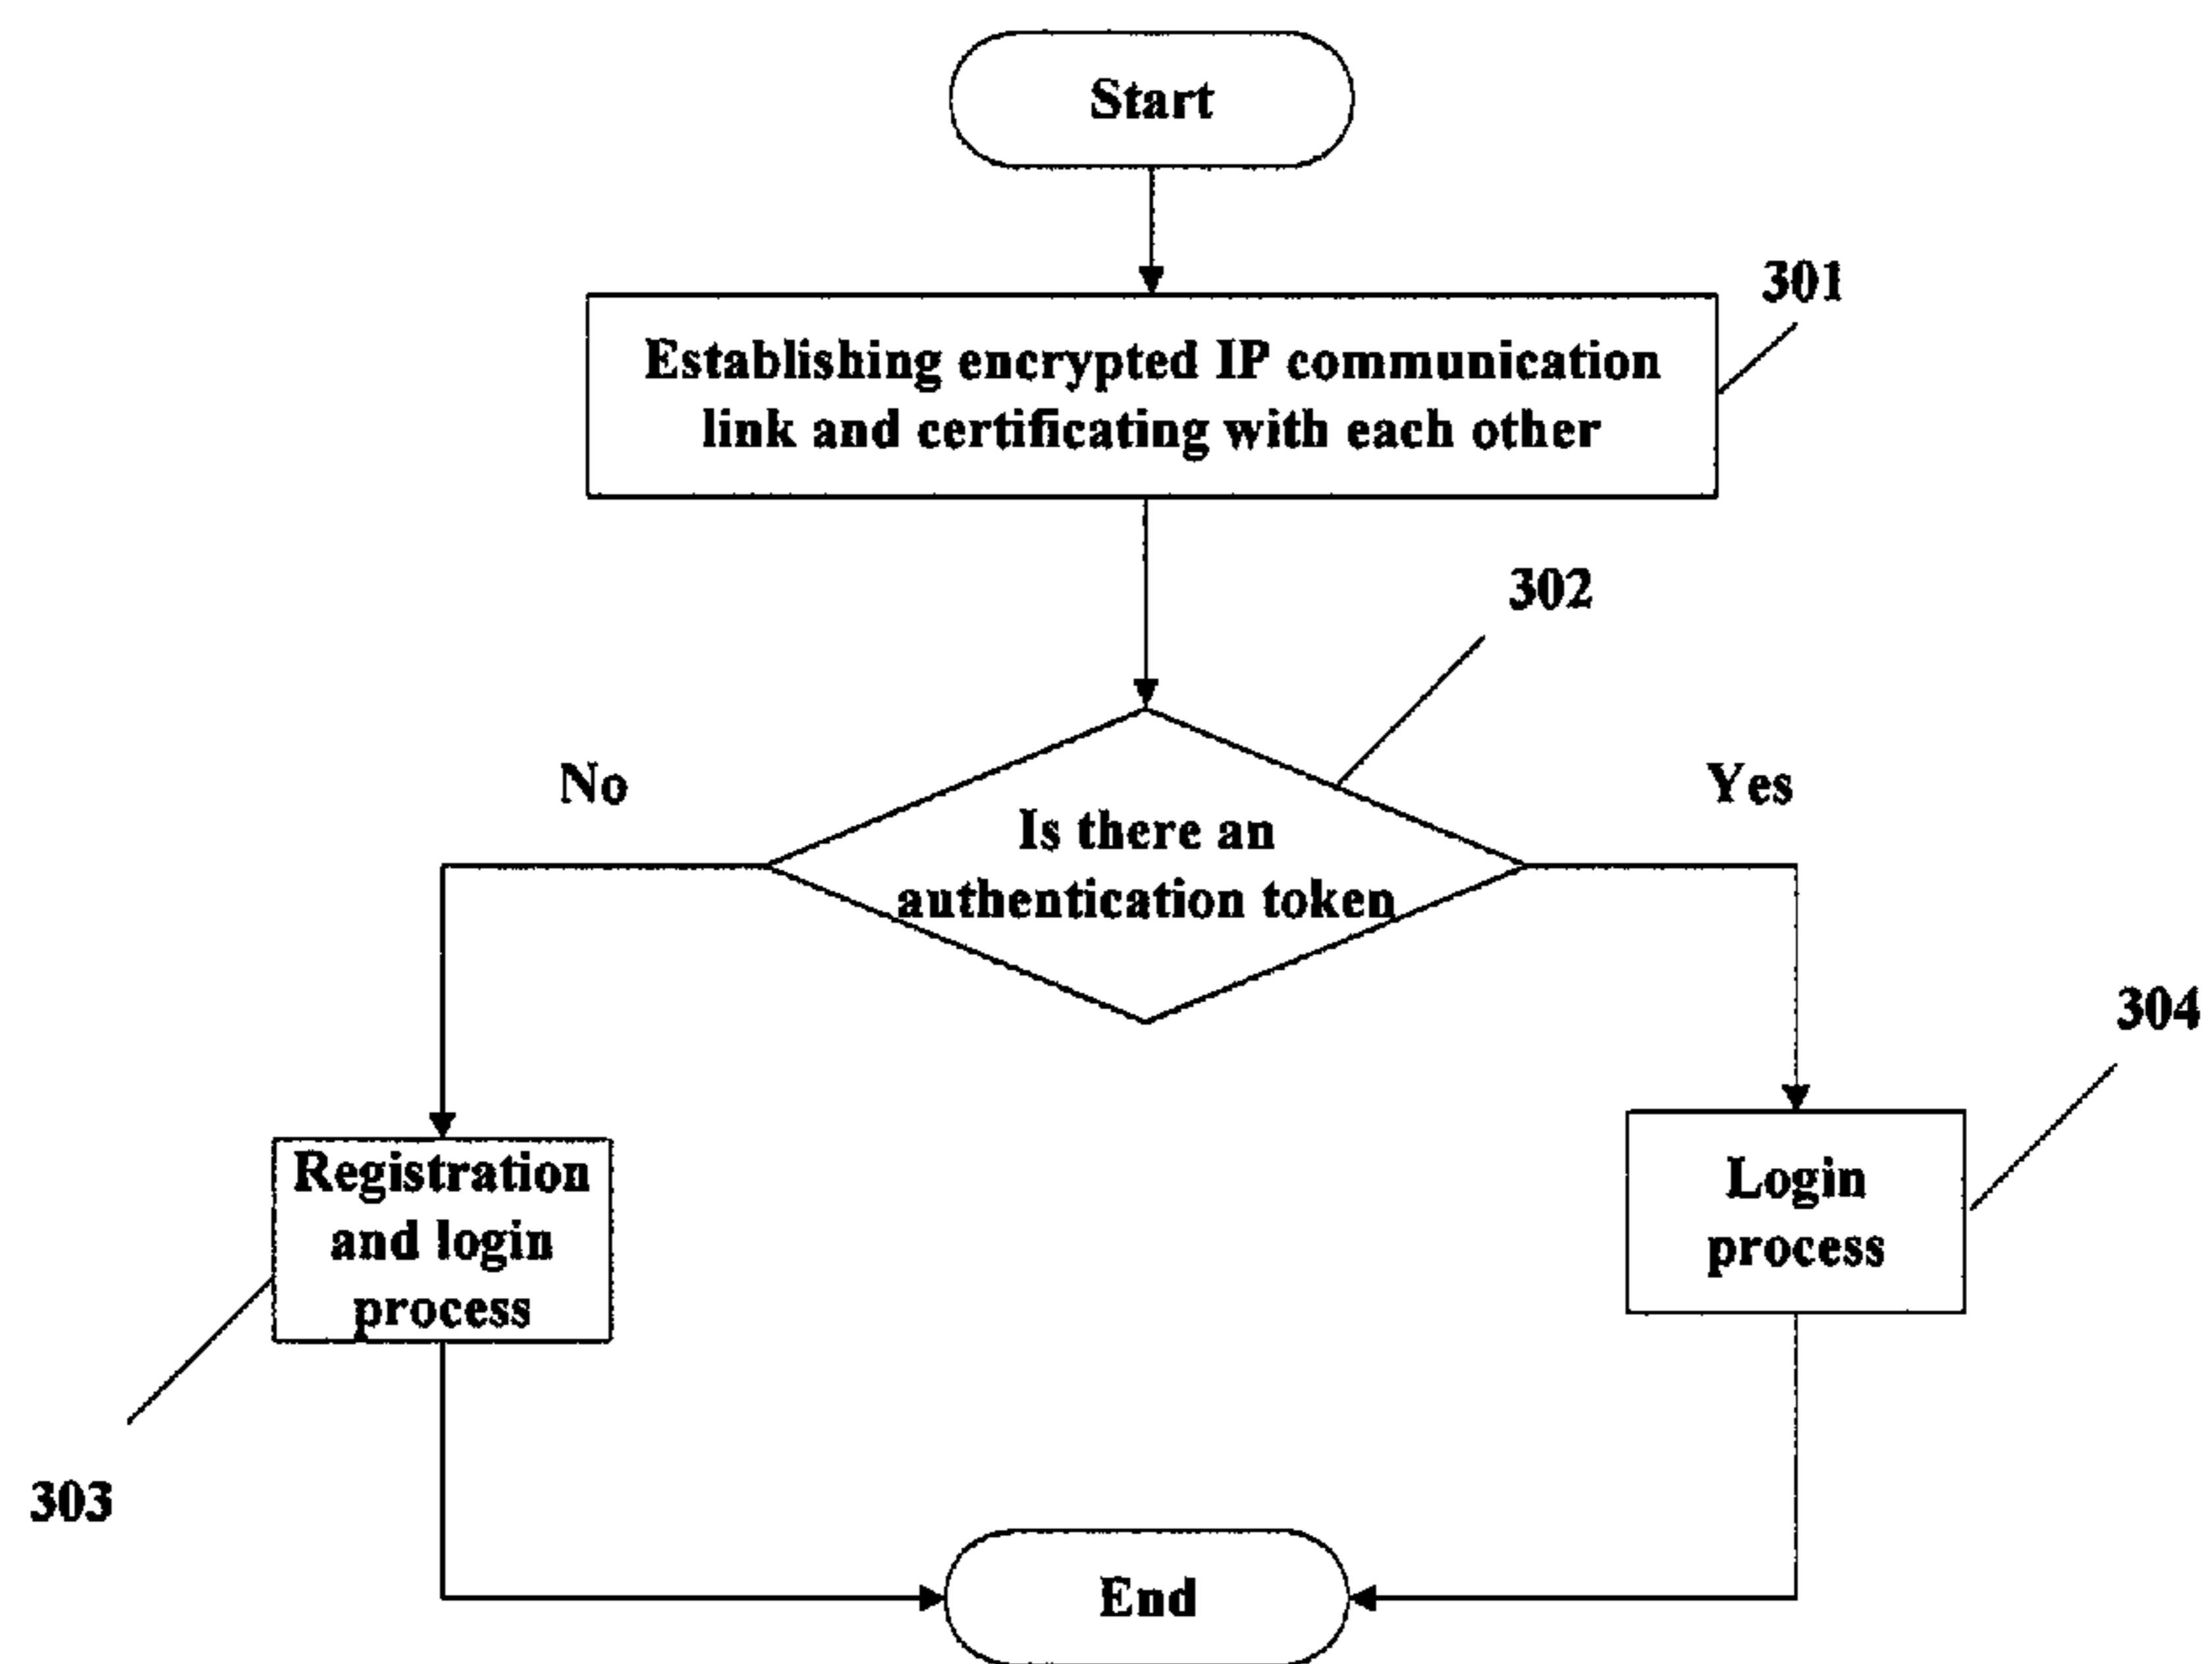 Start
301
Establishing encrypted IP communication
link and certificating with each other
302
No
Yes
Is there an
authentication token
304
Registration
and login
process
Login
process
303
End